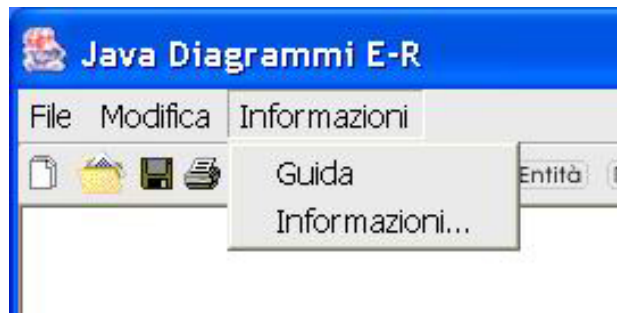 Java Diagrammi E-R
File Modifica Informazioni
Entità
Guida
Informazioni...